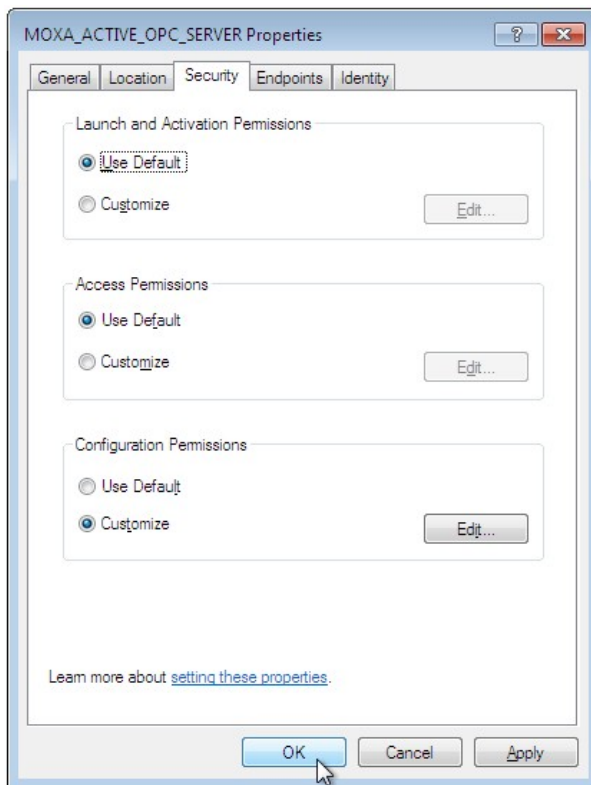 MOXA_ACTIVE_OPC_SERVER Properties
General Location Security Endpoints Identity
Launch and Activation Permissions
Use Default
Customize
Edit...
Access Permissions
Use Default
Customize
Edit...
Configuration Permissions
Use Default
Customize
Edit...
Learn more about setting these properties.
OK Cancel Apply